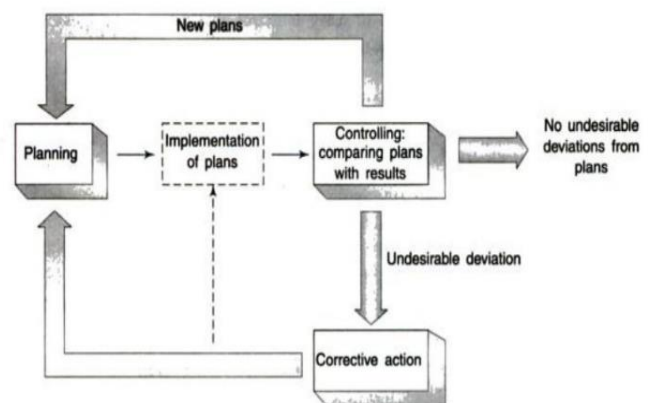 New plans
Planning
Implementation
of plans
Controlling:
comparing plans
with results
No undesirable
deviations from
plans
Undesirable deviation
Corrective action